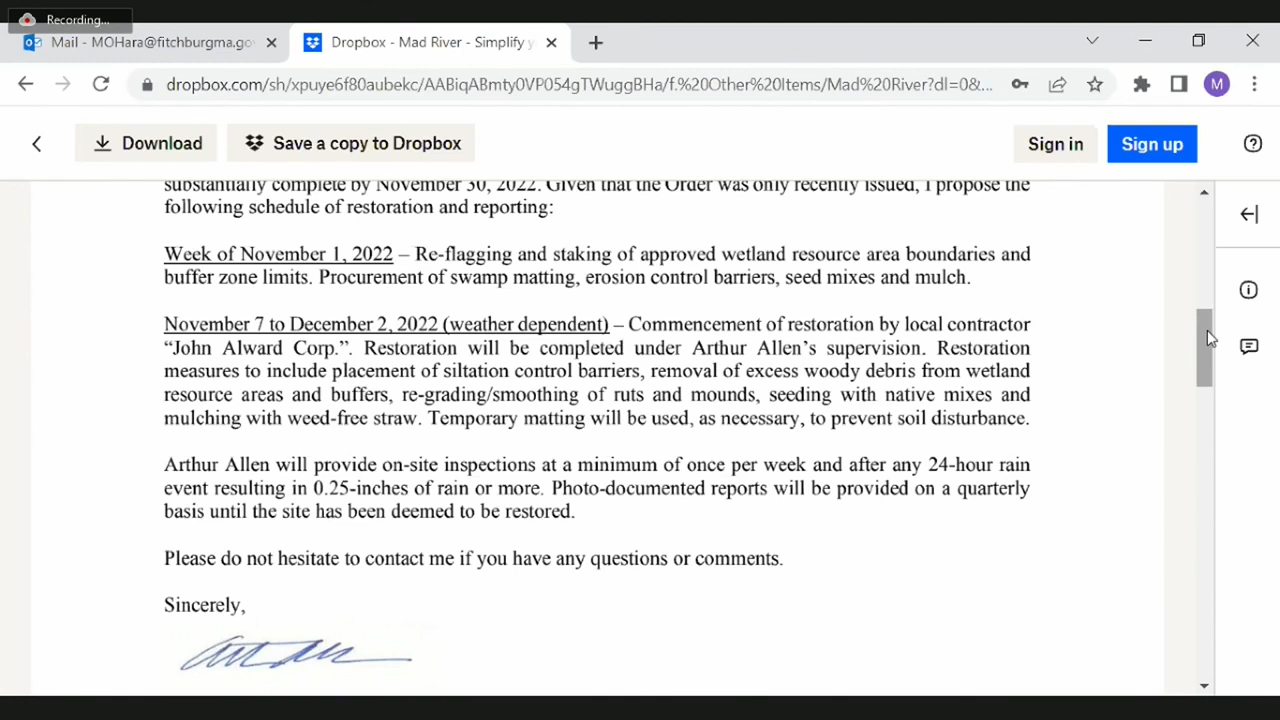 Recording...
Mail - MOHara@fitchburgma.go
Dropbox - Mad River - Simplify y
dropbox.com/sh/xpuye6f80aubekc/AABiqABmty0VP054gTWuggBHa/f.%20Other%20Items/Mad%20River?dl=0&...
M
Download
Save a copy to Dropbox
Sign in
Sign up
substantially complete by November 30, 2022. Given that the Order was only recently issued, I propose the
following schedule of restoration and reporting:
Week of November 1, 2022 – Re-flagging and staking of approved wetland resource area boundaries and
buffer zone limits. Procurement of swamp matting, erosion control barriers, seed mixes and mulch.
November 7 to December 2, 2022 (weather dependent) – Commencement of restoration by local contractor
“John Alward Corp.”. Restoration will be completed under Arthur Allen’s supervision. Restoration
measures to include placement of siltation control barriers, removal of excess woody debris from wetland
resource areas and buffers, re-grading/smoothing of ruts and mounds, seeding with native mixes and
mulching with weed-free straw. Temporary matting will be used, as necessary, to prevent soil disturbance.
Arthur Allen will provide on-site inspections at a minimum of once per week and after any 24-hour rain
event resulting in 0.25-inches of rain or more. Photo-documented reports will be provided on a quarterly
basis until the site has been deemed to be restored.
Please do not hesitate to contact me if you have any questions or comments.
Sincerely,